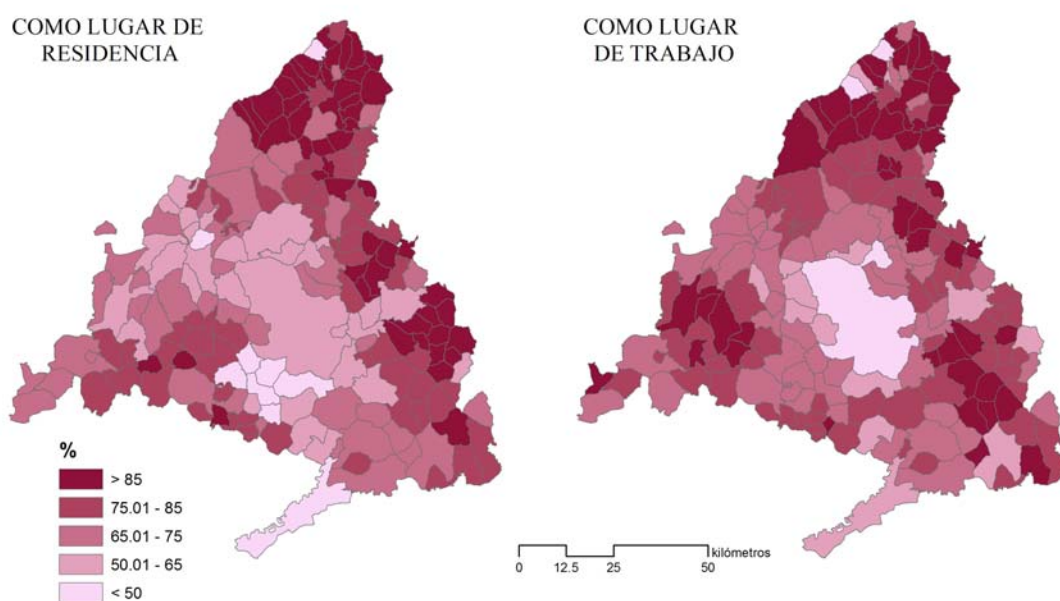 COMO LUGAR DE
RESIDENCIA
COMO LUGAR
DE TRABAJO
%
> 85
75.01 - 85
65.01 - 75
50.01 - 65
< 50
kilómetros
0 12.5 25 50